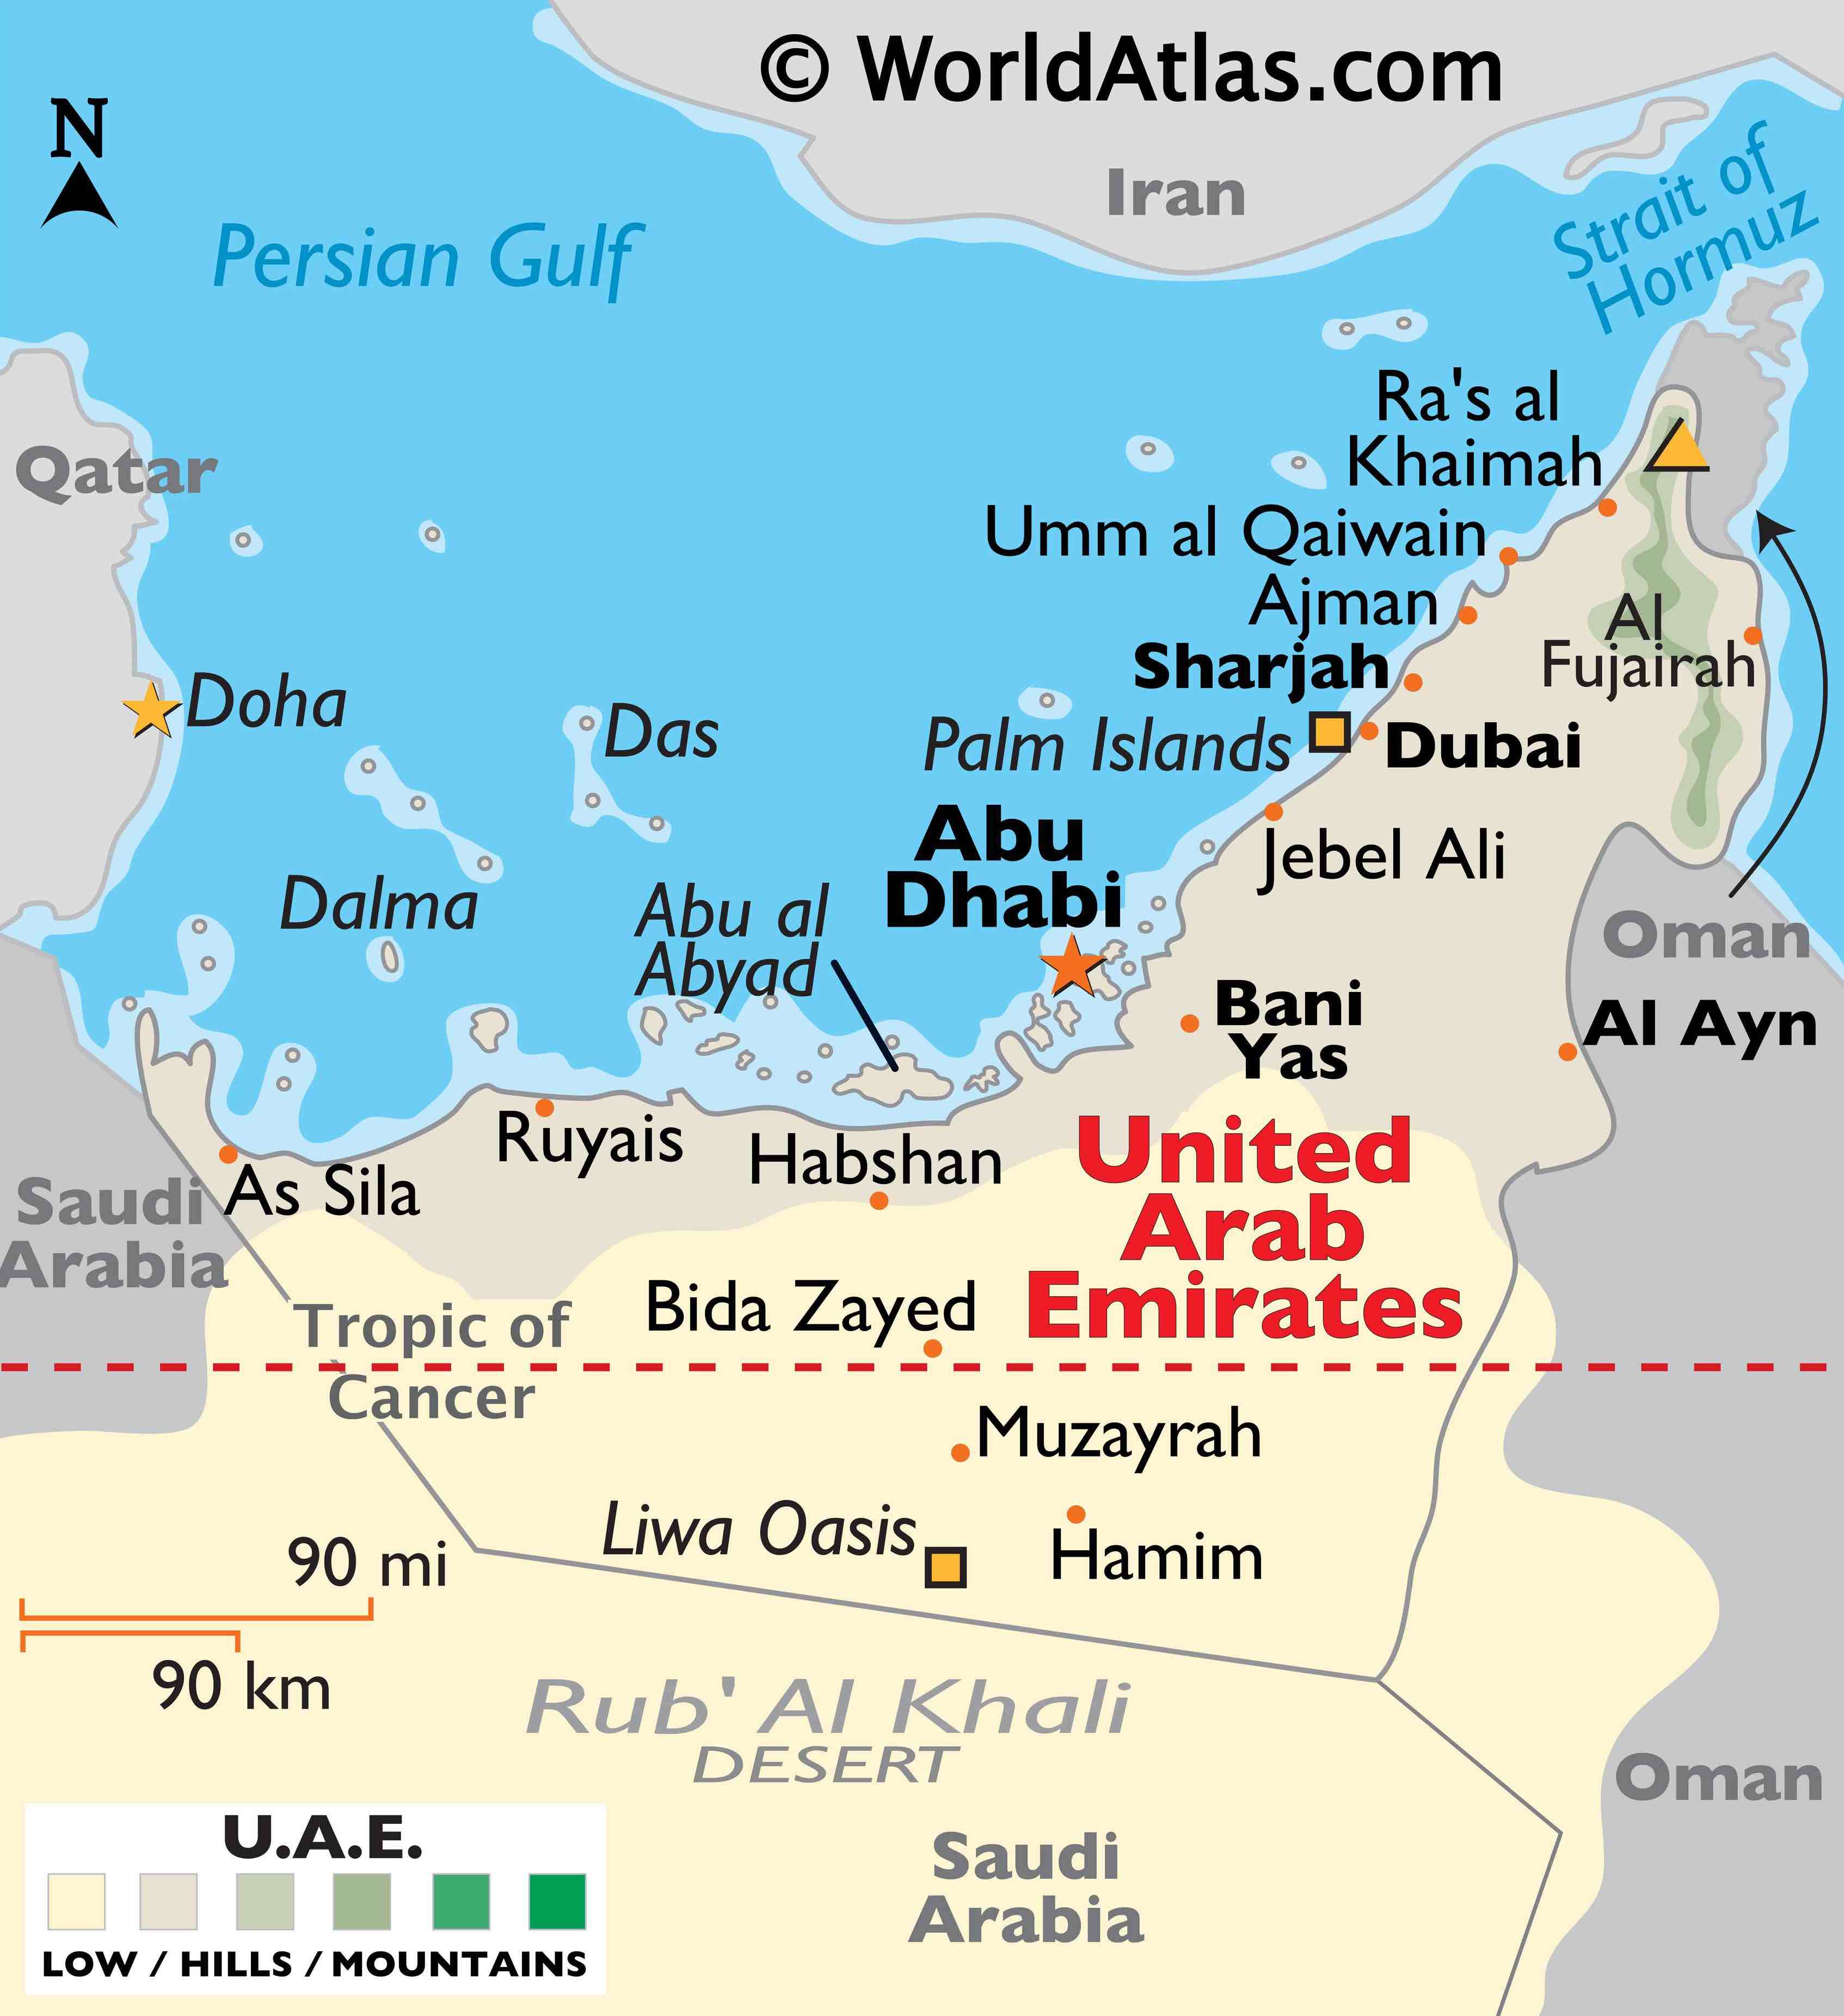 © WorldAtlas.com
N
Iran
Persian Gulf
Strait of
Hormuz
Ra's al
Khaimah
Qatar
Umm al Qaiwain
Ajman
Al
Fujairah
Sharjah
Doha
Das
Palm Islands
Dubai
Abu
Dhabi
Jebel Ali
Dalma
Abu al
Abyad
Oman
Bani
Yas
Al Ayn
Ruyais
Habshan
United
Arab
Emirates
As Sila
Saudi
Arabia
Bida Zayed
Tropic of
Cancer
Muzayrah
Liwa Oasis
Hamim
90 mi
90 km
Rub' Al Khali
DESERT
Oman
Saudi
Arabia
U.A.E.
LOW / HILLS / MOUNTAINS